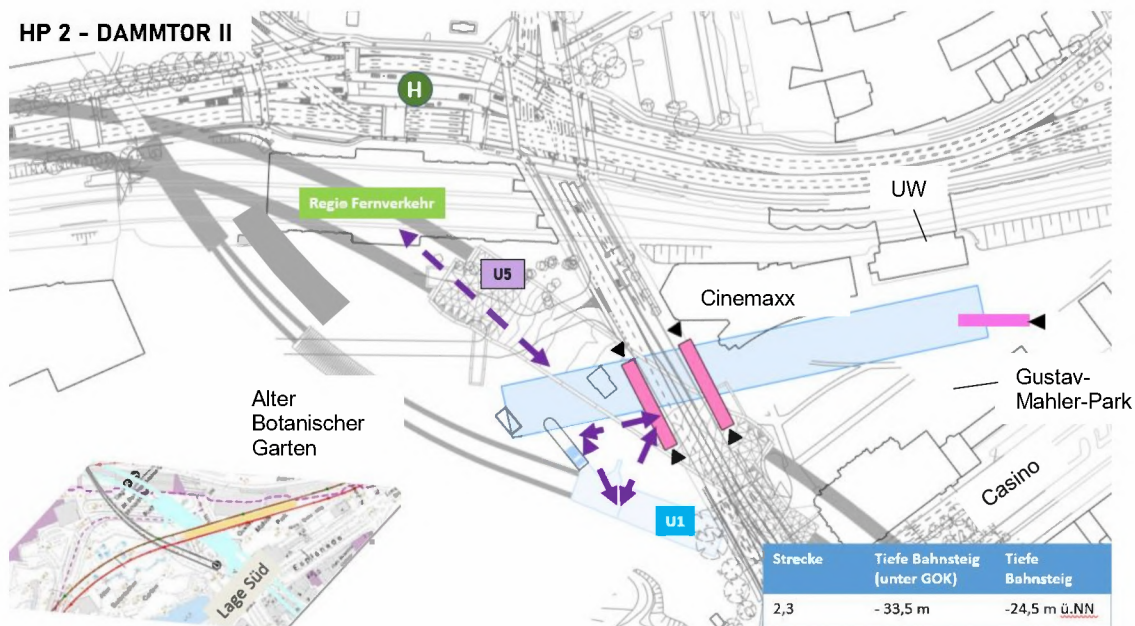 HP 2 - DAMMTOR II
H
UW
Regio Fernverkehr
U5
Cinemaxx
Gustav-
Mahler-Park
Alter
Botanischer
Garten
Casino
U1
Lage Süd
Strecke Tiefe Bahnsteig (unter GOK) Tiefe Bahnsteig
2,3 - 33,5 m -24,5 m ü.NN